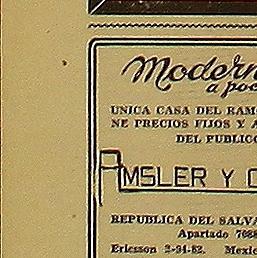 Modern
a poc
UNICA CASA DEL RAM
NE PRECIOS FIJOS Y A
DEL PUBLICO
AMSLER Y C
REPUBLICA DEL SALVA
Apartado 7688
Ericsson 2-34-82. Mexic